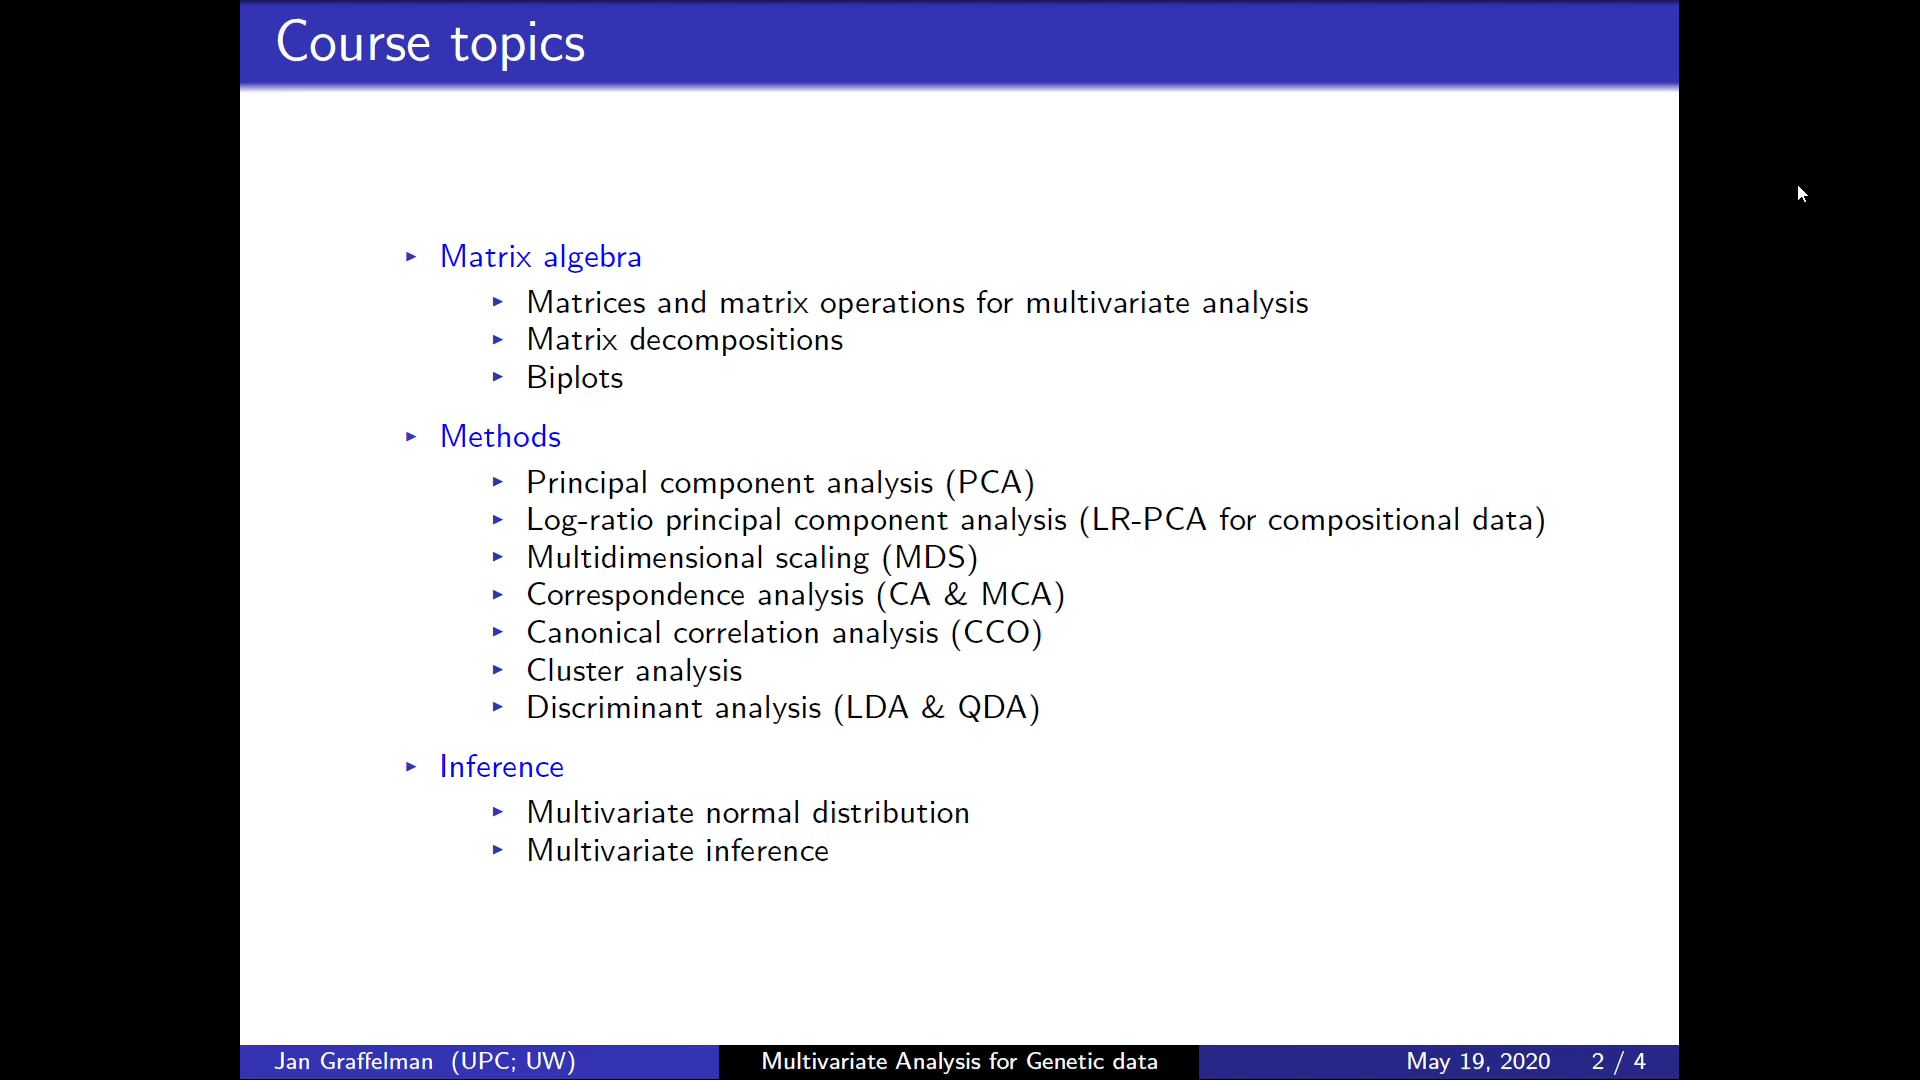 Course topics
Matrix algebra
Matrices and matrix operations for multivariate analysis
Matrix decompositions
Biplots
Methods
Principal component analysis (PCA)
Log-ratio principal component analysis (LR-PCA for compositional data)
Multidimensional scaling (MDS)
Correspondence analysis (CA & MCA)
Canonical correlation analysis (CCO)
Cluster analysis
Discriminant analysis (LDA & QDA)
Inference
Multivariate normal distribution
Multivariate inference
Jan Graffelman (UPC; UW) Multivariate Analysis for Genetic data May 19, 2020 2 / 4